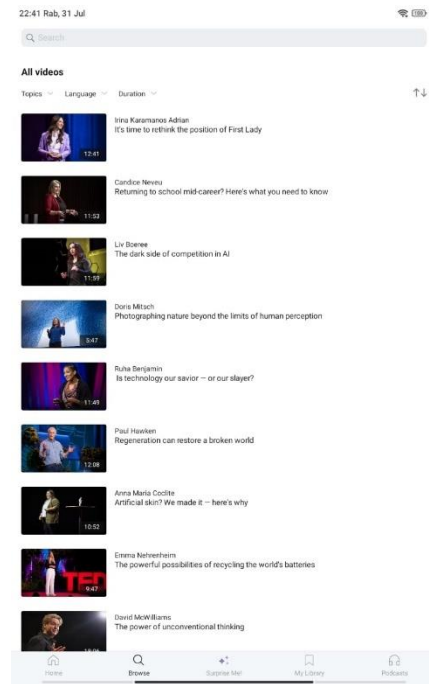 22:41 Rab, 31 Jul
Search
All videos
Topics
Language
Duration
Irina Karamanos Adrian
It's time to rethink the position of First Lady
12:41
Candice Neveu
Returning to school mid-career? Here's what you need to know
11:53
Liv Boeree
The dark side of competition in AI
11:59
Doris Mitsch
Photographing nature beyond the limits of human perception
5:47
Ruha Benjamin
Is technology our savior — or our slayer?
11:49
Paul Hawken
Regeneration can restore a broken world
12:08
Anna Maria Coclite
Artificial skin? We made it — here's why
10:52
Emma Nehrenheim
The powerful possibilities of recycling the world's batteries
TED
9:47
David McWilliams
The power of unconventional thinking
Home
Browse
Surprise Me!
My Library
Podcasts